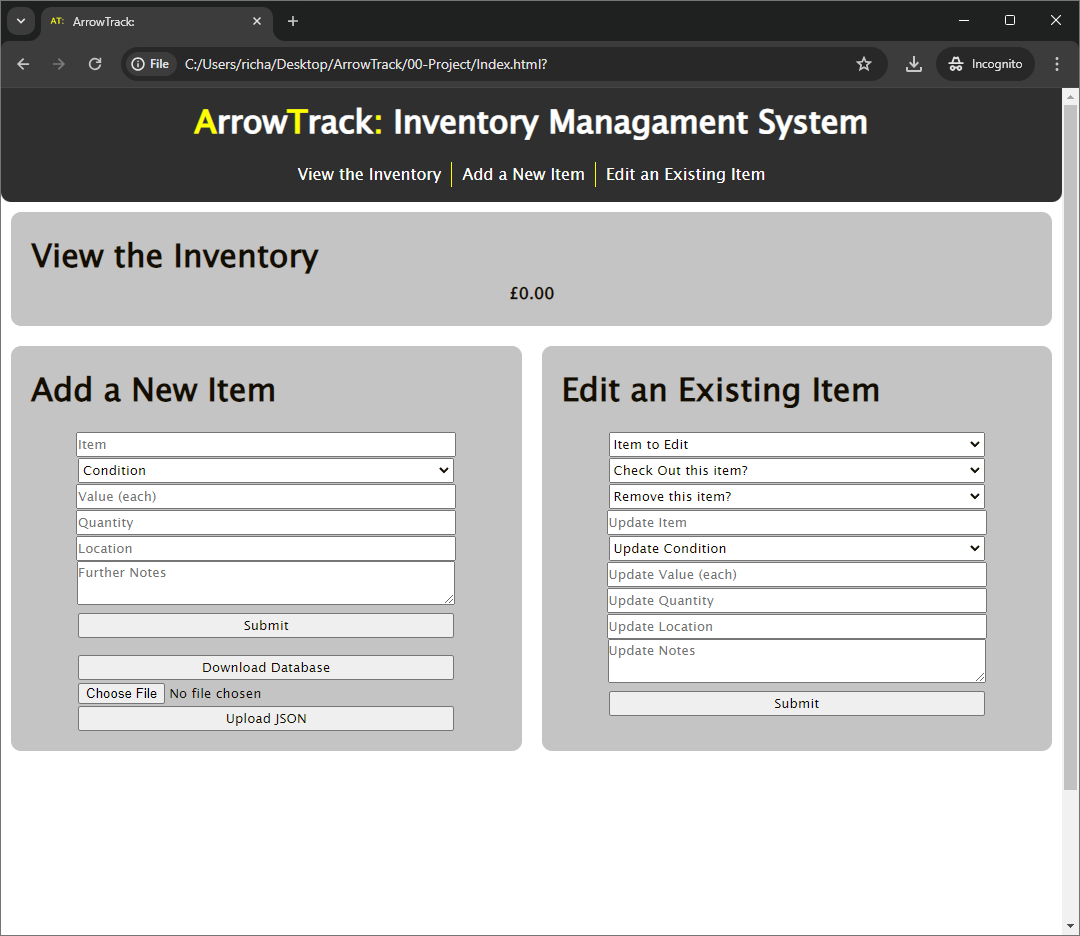 AT: ArrowTrack:
File C:/Users/richa/Desktop/ArrowTrack/00-Project/Index.html? Incognito
ArrowTrack: Inventory Managament System
View the Inventory Add a New Item Edit an Existing Item
View the Inventory
£0.00
Add a New Item
Item
Condition
Value (each)
Quantity
Location
Further Notes
Submit
Download Database
Choose File No file chosen
Upload JSON
Edit an Existing Item
Item to Edit
Check Out this item?
Remove this item?
Update Item
Update Condition
Update Value (each)
Update Quantity
Update Location
Update Notes
Submit